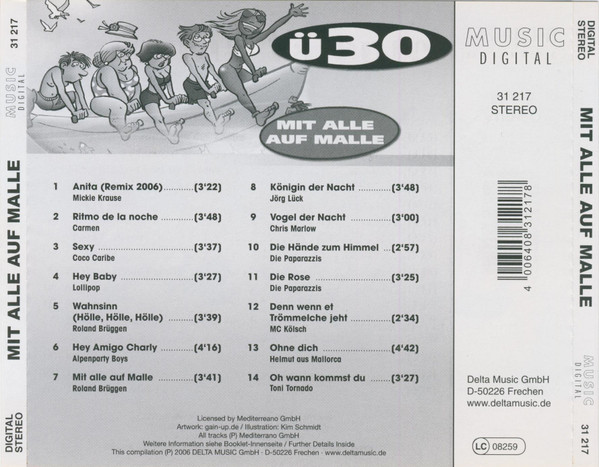 31 217
MUSIC
DIGITAL
MIT ALLE AUF MALLE
DIGITAL
STEREO
ü30
MIT ALLE
AUF MALLE
1 Anita (Remix 2006) (3'22)
Mickie Krause
2 Ritmo de la noche (3'48)
Carmen
3 Sexy (3'37)
Coco Caribe
4 Hey Baby (3'27)
Lollipop
5 Wahnsinn
(Hölle, Hölle, Hölle) (3'39)
Roland Brüggen
6 Hey Amigo Charly (4'16)
Alpenparty Boys
7 Mit alle auf Malle (3'41)
Roland Brüggen
8 Königin der Nacht (3'48)
Jörg Lück
9 Vogel der Nacht (3'00)
Chris Marlow
10 Die Hände zum Himmel (2'57)
Die Paparazzis
11 Die Rose (3'25)
Die Paparazzis
12 Denn wenn et
Trömmelche jeht (2'34)
MC Kölsch
13 Ohne dich (4'42)
Helmut aus Mallorca
14 Oh wann kommst du (3'27)
Toni Tornado
Licensed by Mediterreano GmbH
Artwork: gain-up.de / Illustration: Kim Schmidt
All tracks (P) Mediterrano GmbH
Weitere Information siehe Booklet-Innenseite / Further Details Inside
This compilation (P) 2006 DELTA MUSIC GmbH · D-50226 Frechen · www.deltamusic.de
MUSIC
DIGITAL
31 217
STEREO
4 006408 312178
Delta Music GmbH
D-50226 Frechen
www.deltamusic.de
LC 08259
DIGITAL
STEREO
MIT ALLE AUF MALLE
MUSIC
DIGITAL
31 217